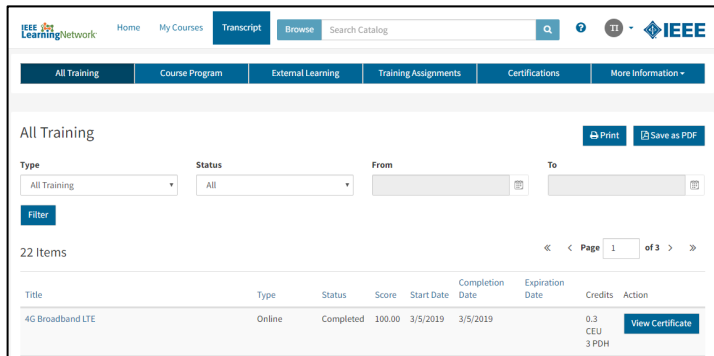 IEEE
LearningNetwork
Home
My Courses
Transcript
Browse
Search Catalog
?
TI
IEEE
All Training
Course Program
External Learning
Training Assignments
Certifications
More Information
All Training
Print
Save as PDF
Type
Status
From
To
All Training
All
Filter
22 Items
« < Page 1 of 3 > »
Title
Type
Status
Score
Start Date
Completion
Date
Expiration
Date
Credits
Action
4G Broadband LTE
Online
Completed
100.00
3/5/2019
3/5/2019
0.3
CEU
3 PDH
View Certificate